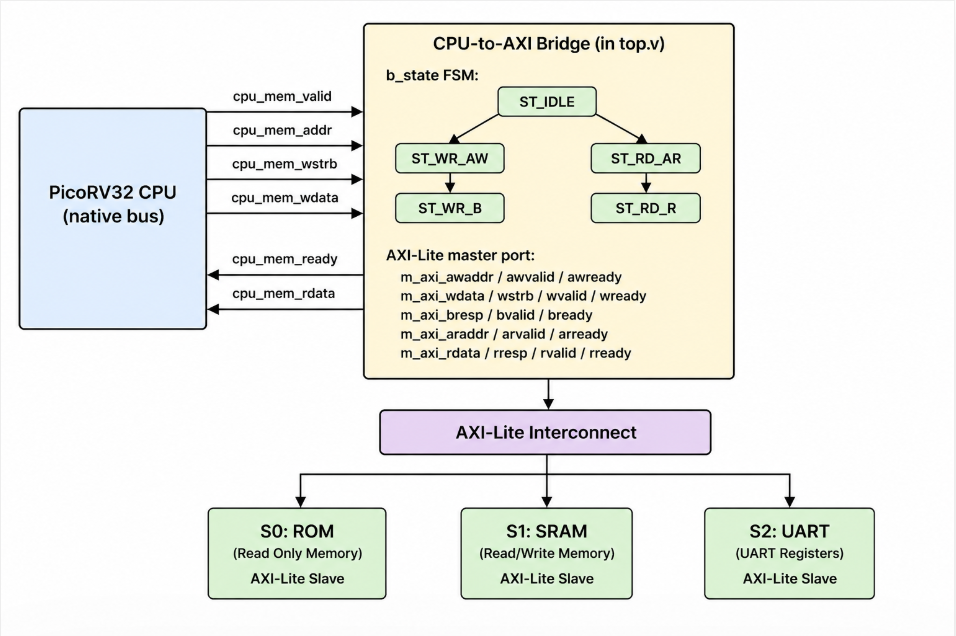 CPU-to-AXI Bridge (in top.v)
b_state FSM:
ST_IDLE
ST_WR_AW
ST_RD_AR
ST_WR_B
ST_RD_R
AXI-Lite master port:
m_axi_awaddr / awvalid / awready
m_axi_wdata / wstrb / wvalid / wready
m_axi_bresp / bvalid / bready
m_axi_araddr / arvalid / arready
m_axi_rdata / rresp / rvalid / rready
PicoRV32 CPU
(native bus)
cpu_mem_valid
cpu_mem_addr
cpu_mem_wstrb
cpu_mem_wdata
cpu_mem_ready
cpu_mem_rdata
AXI-Lite Interconnect
S0: ROM
(Read Only Memory)
AXI-Lite Slave
S1: SRAM
(Read/Write Memory)
AXI-Lite Slave
S2: UART
(UART Registers)
AXI-Lite Slave